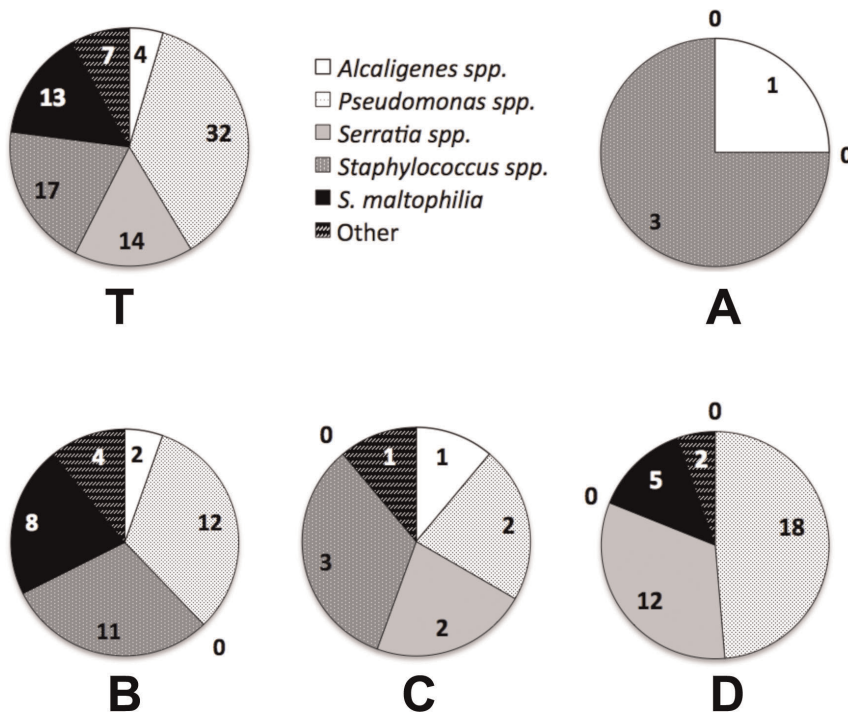 7
4
13
32
17
14
T
Alcaligenes spp.
Pseudomonas spp.
Serratia spp.
Staphylococcus spp.
S. maltophilia
Other
0
1
0
3
A
4
2
8
12
11
0
B
0
1
1
2
3
2
C
0
2
5
18
0
12
D